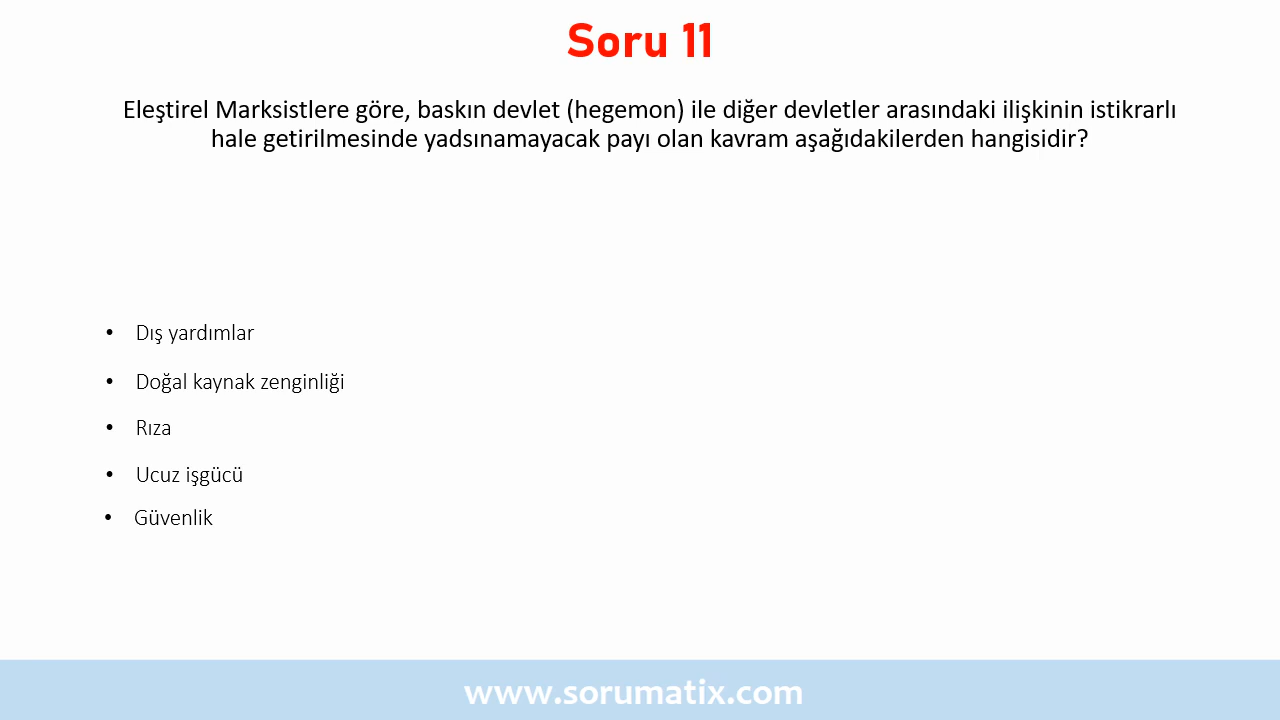 Soru 11
Eleştirel Marksistlere göre, baskın devlet (hegemon) ile diğer devletler arasındaki ilişkinin istikrarlı
hale getirilmesinde yadsınamayacak payı olan kavram aşağıdakilerden hangisidir?
• Dış yardımlar
• Doğal kaynak zenginliği
• Rıza
• Ucuz işgücü
• Güvenlik
www.sorumatix.com